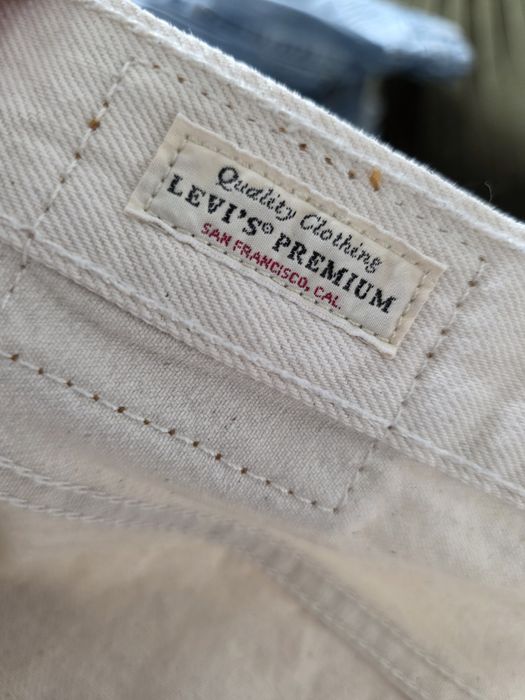 Quality Clothing
LEVI'S® PREMIUM
SAN FRANCISCO, CAL.